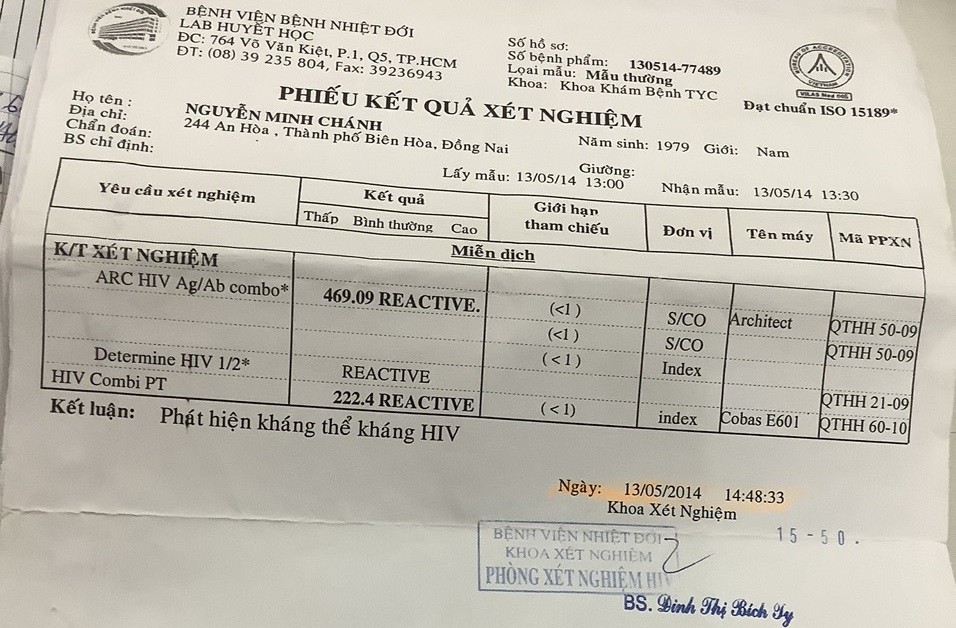 BỆNH VIỆN BỆNH NHIỆT ĐỚI
LAB HUYẾT HỌC
ĐC: 764 Võ Văn Kiệt, P.1, Q5, TP.HCM
ĐT: (08) 39 235 804, Fax: 39236943
Số hồ sơ:
Số bệnh phẩm: 130514-77489
Lọai mẫu: Mẫu thường
Khoa: Khoa Khám Bệnh TYC
BUREAU OF ACCREDITATION
VIETNAM
VILAS Med 005
Đạt chuẩn ISO 15189*
PHIẾU KẾT QUẢ XÉT NGHIỆM
Họ tên : NGUYỄN MINH CHÁNH
Năm sinh: 1979 Giới: Nam
Địa chỉ: 244 An Hòa , Thành phố Biên Hòa, Đồng Nai
Chẩn đoán:
Giường:
BS chỉ định:
Lấy mẫu: 13/05/14 13:00
Nhận mẫu: 13/05/14 13:30
Yêu cầu xét nghiệm Kết quả Giới hạn tham chiếu Đơn vị Tên máy Mã PPXN
Thấp Bình thường Cao
Miễn dịch
K/T XÉT NGHIỆM
ARC HIV Ag/Ab combo* 469.09 REACTIVE. (<1 ) S/CO Architect QTHH 50-09
(<1 ) S/CO QTHH 50-09
(< 1 ) Index
Determine HIV 1/2* REACTIVE QTHH 21-09
HIV Combi PT 222.4 REACTIVE (< 1) index Cobas E601 QTHH 60-10
Kết luận: Phát hiện kháng thể kháng HIV
Ngày: 13/05/2014 14:48:33
Khoa Xét Nghiệm
15-50.
BỆNH VIỆN NHIỆT ĐỚI
KHOA XÉT NGHIỆM
PHÒNG XÉT NGHIỆM HIV
BS. Đinh Thị Bích Ty